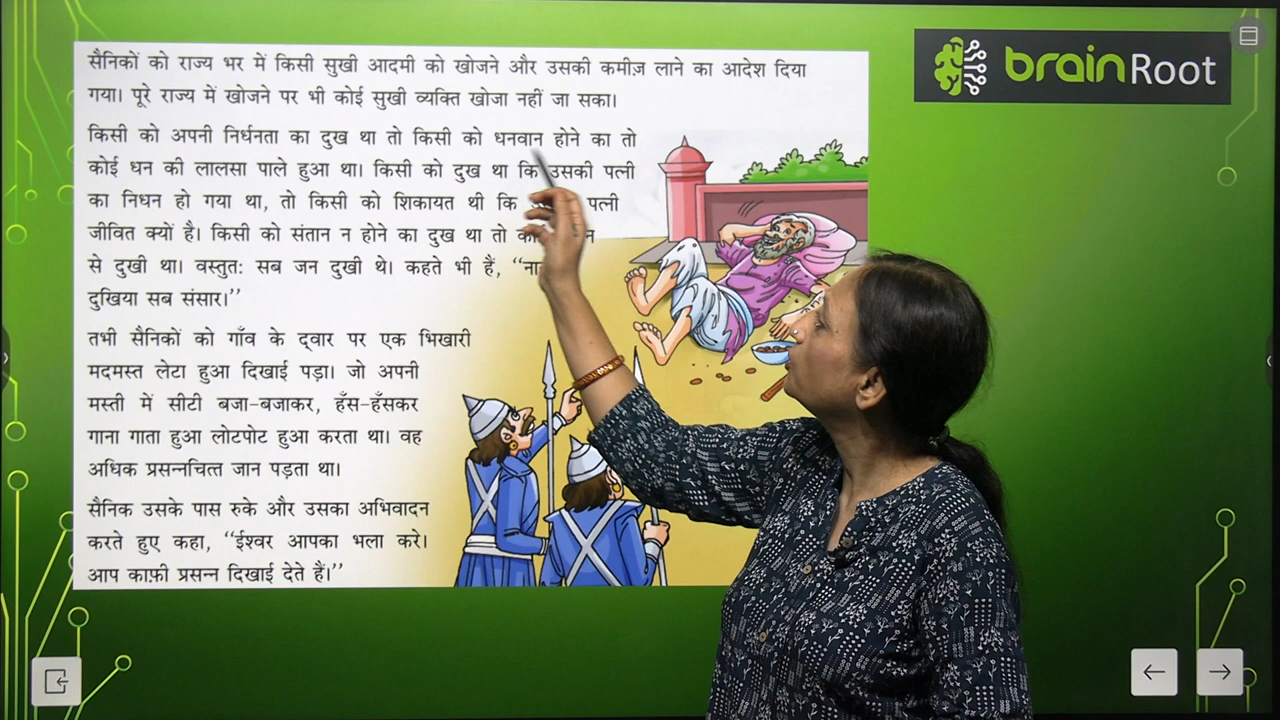 सैनिकों को राज्य भर में किसी सुखी आदमी को खोजने और उसकी कमीज़ लाने का आदेश दिया
गया। पूरे राज्य में खोजने पर भी कोई सुखी व्यक्ति खोजा नहीं जा सका।
किसी को अपनी निर्धनता का दुख था तो किसी को धनवान होने का तो
कोई धन की लालसा पाले हुआ था। किसी को दुख था कि उसकी पत्नी
का निधन हो गया था, तो किसी को शिकायत थी कि पत्नी
जीवित क्यों है। किसी को संतान न होने का दुख था तो
से दुखी था। वस्तुतः सब जन दुखी थे। कहते भी हैं, ‘‘
दुखिया सब संसार।’’
तभी सैनिकों को गाँव के द्वार पर एक भिखारी
मदमस्त लेटा हुआ दिखाई पड़ा। जो अपनी
मस्ती में सीटी बजा-बजाकर, हँस-हँसकर
गाना गाता हुआ लोटपोट हुआ करता था। वह
अधिक प्रसन्नचित्त जान पड़ता था।
सैनिक उसके पास रुके और उसका अभिवादन
करते हुए कहा, ‘‘ईश्वर आपका भला करे।
आप काफ़ी प्रसन्न दिखाई देते हैं।’’
brainRoot